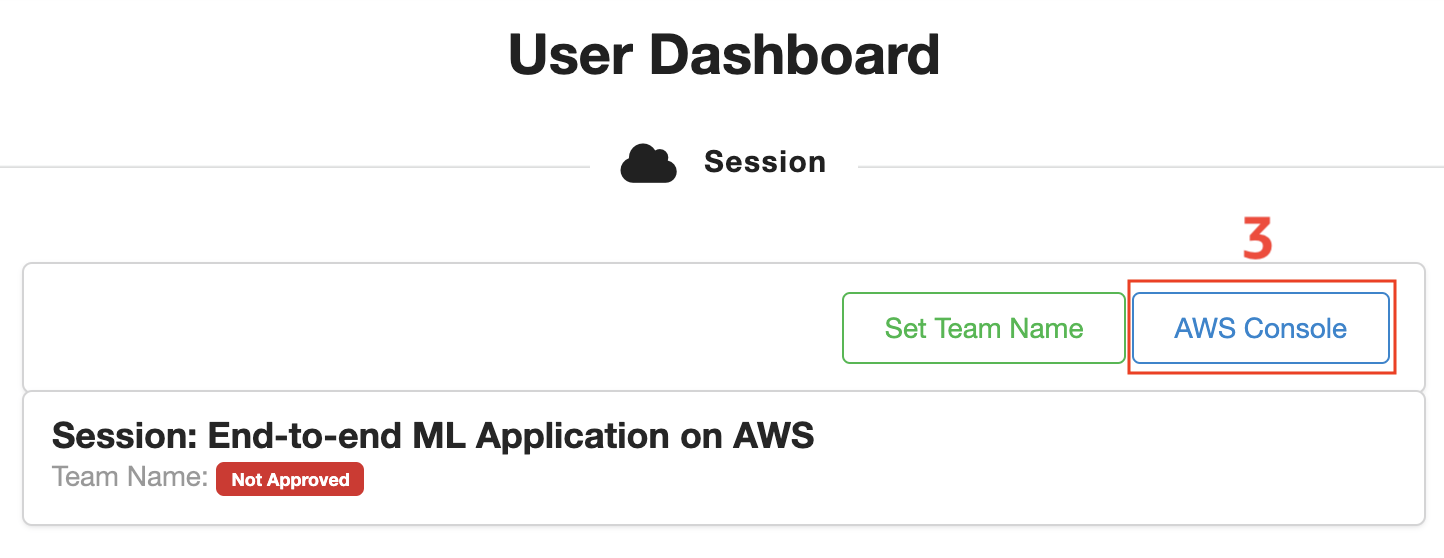 User Dashboard
Session
3
Set Team Name AWS Console
Session: End-to-end ML Application on AWS
Team Name: Not Approved